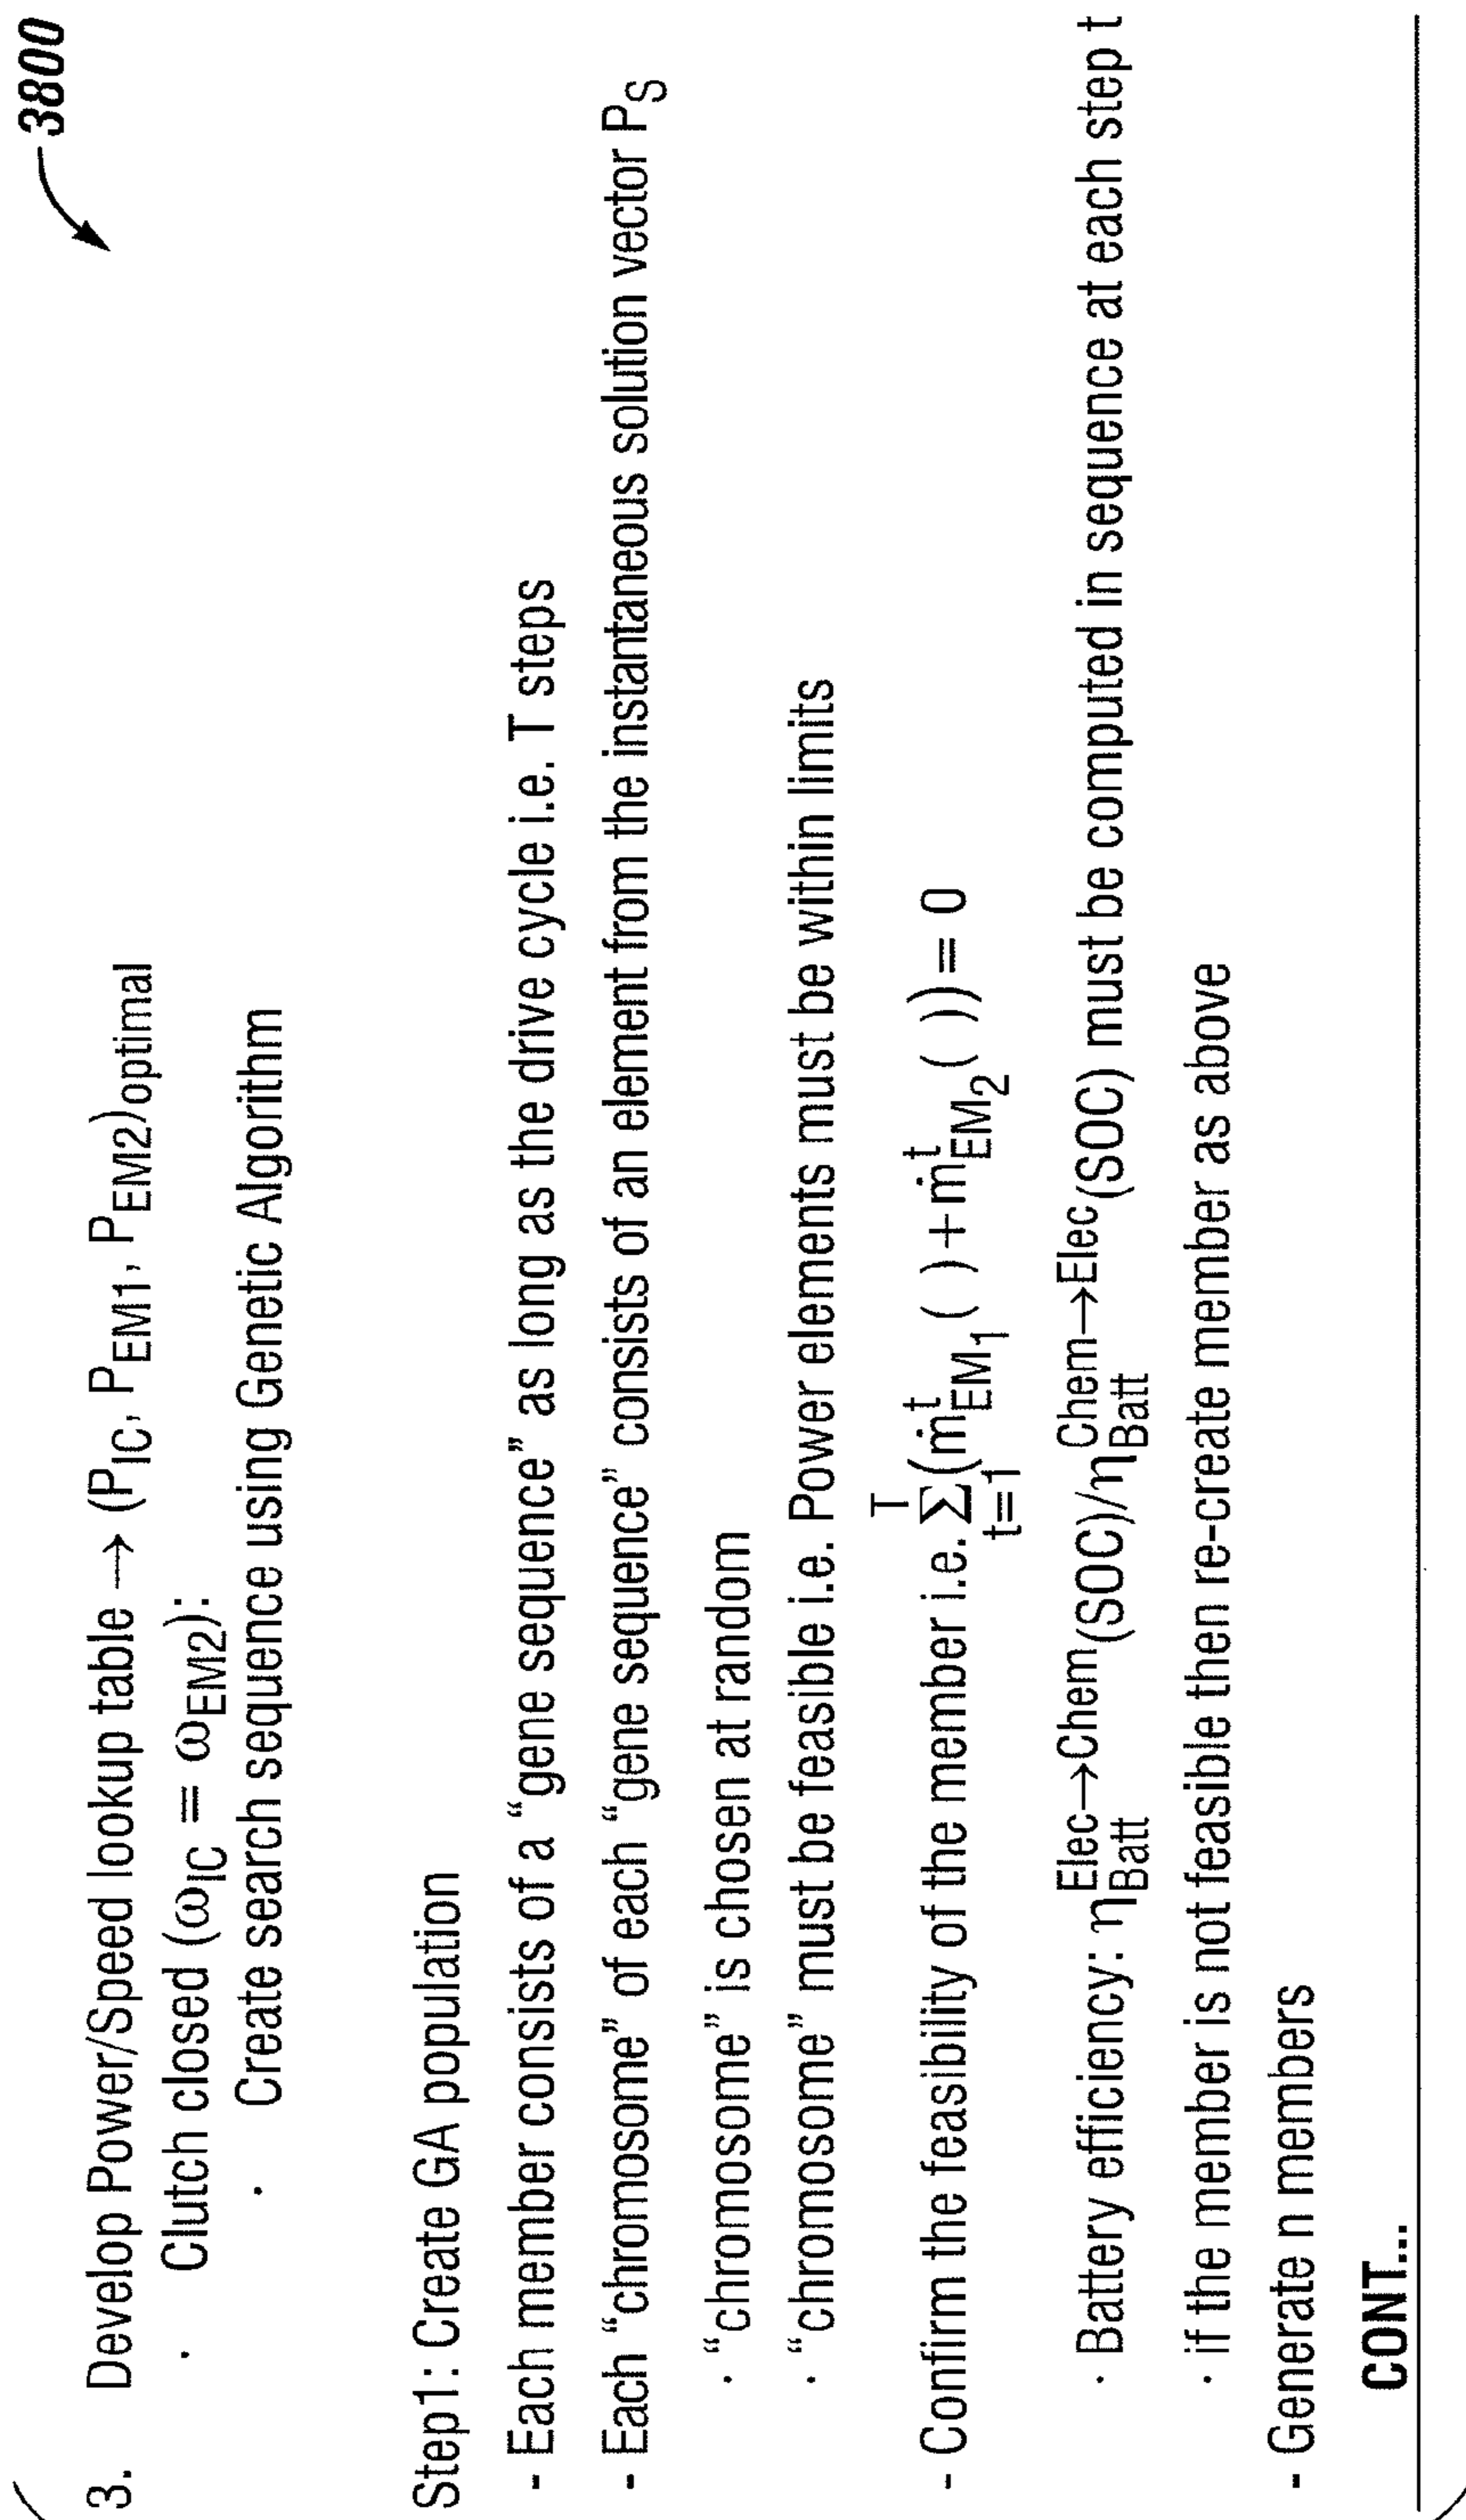 3800
3. Develop Power/Speed lookup table → (P_IC, P_EM1, P_EM2)_optimal
· Clutch closed (ω_IC = ω_EM2):
· Create search sequence using Genetic Algorithm
Step1: Create GA population
- Each member consists of a “gene sequence” as long as the drive cycle i.e. T steps
- Each “chromosome” of each “gene sequence” consists of an element from the instantaneous solution vector P_S
· “chromosome” is chosen at random
· “chromosome” must be feasible i.e. Power elements must be within limits
- Confirm the feasibility of the member i.e. ∑_{t=1}^{T} (ṁ^t_{EM_1} ( ) + ṁ^t_{EM_2} ( )) = 0
· Battery efficiency: η_Batt^{Elec→Chem}(SOC)/η_Batt^{Chem→Elec}(SOC) must be computed in sequence at each step t
· if the member is not feasible then re-create member as above
- Generate n members
CONT...